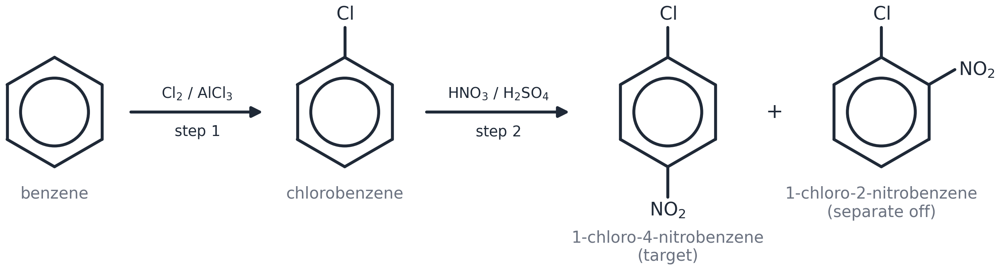 Cl
Cl
Cl
NO₂
Cl₂ / AlCl₃
HNO₃ / H₂SO₄
+
step 1
step 2
benzene
chlorobenzene
1-chloro-2-nitrobenzene
(separate off)
NO₂
1-chloro-4-nitrobenzene
(target)